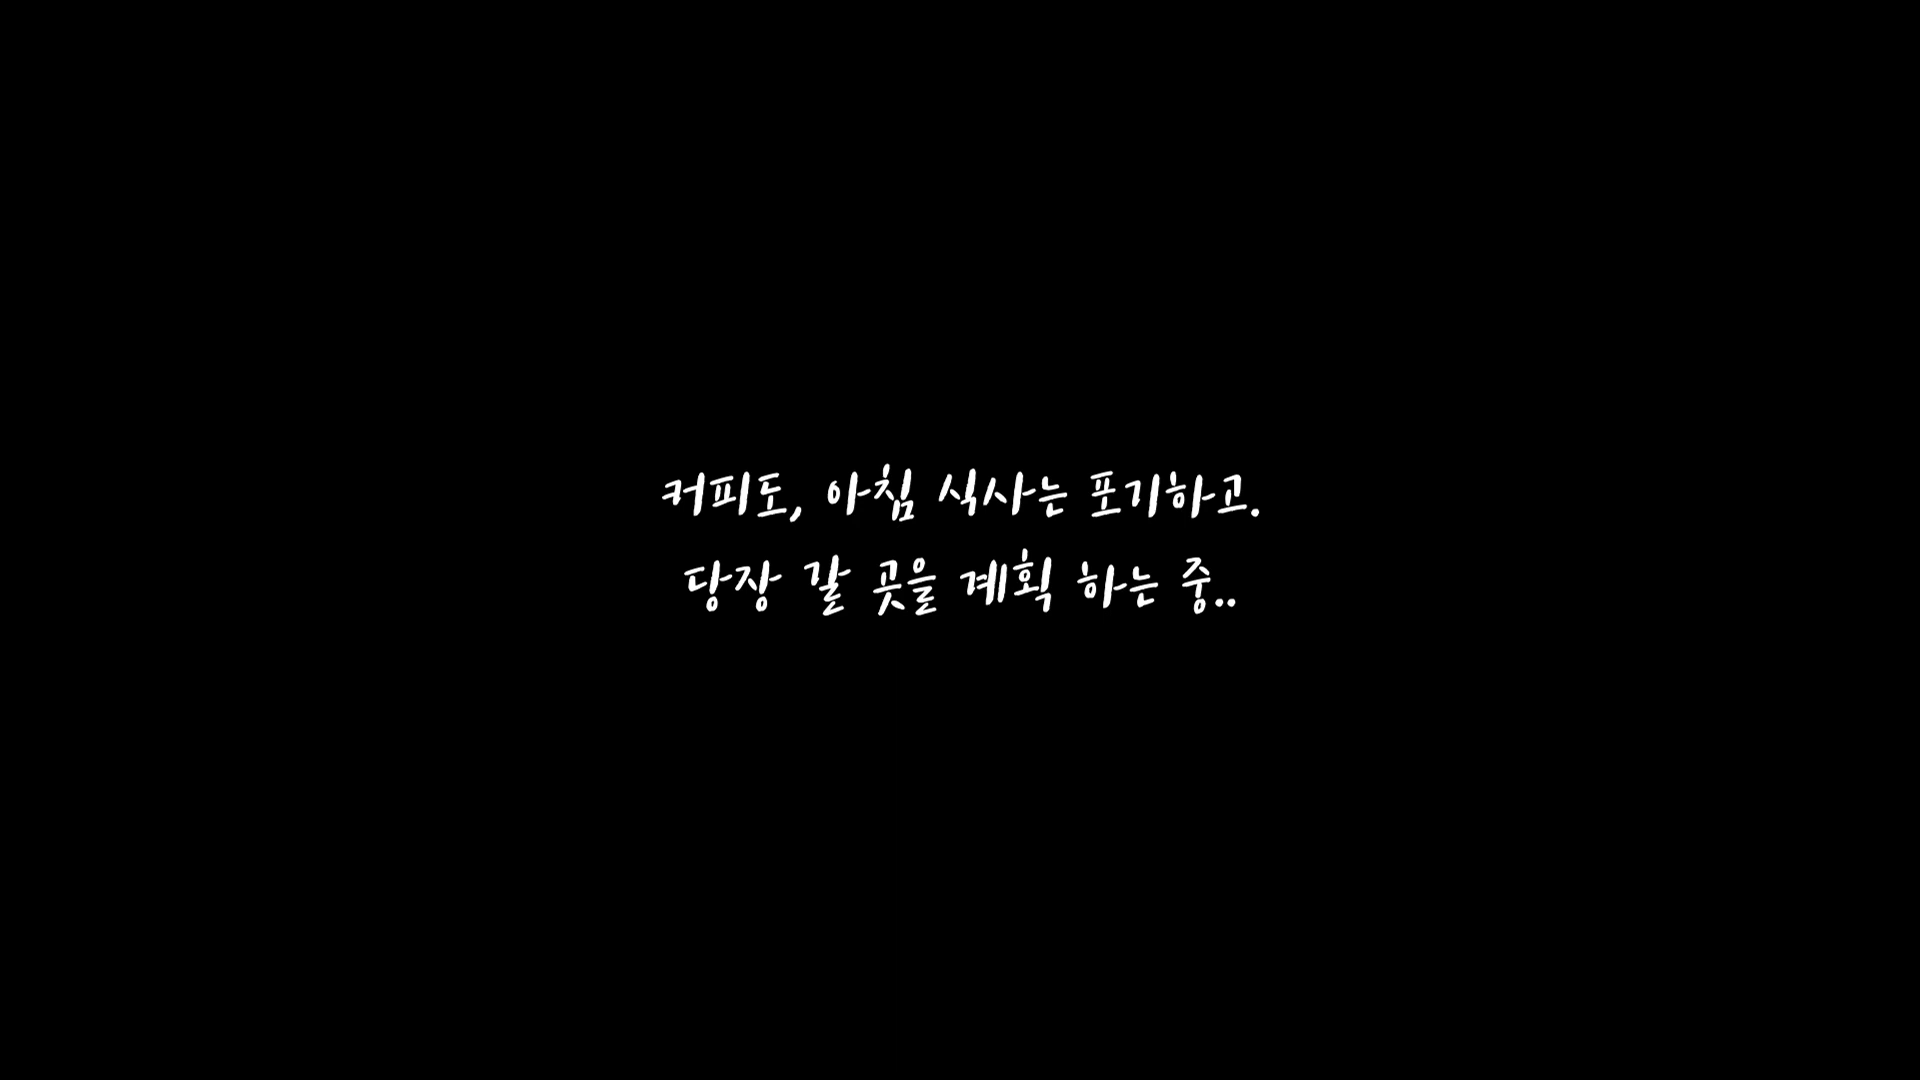 커피도, 아침 식사는 포기하고.
당장 갈 곳을 계획 하는 중..